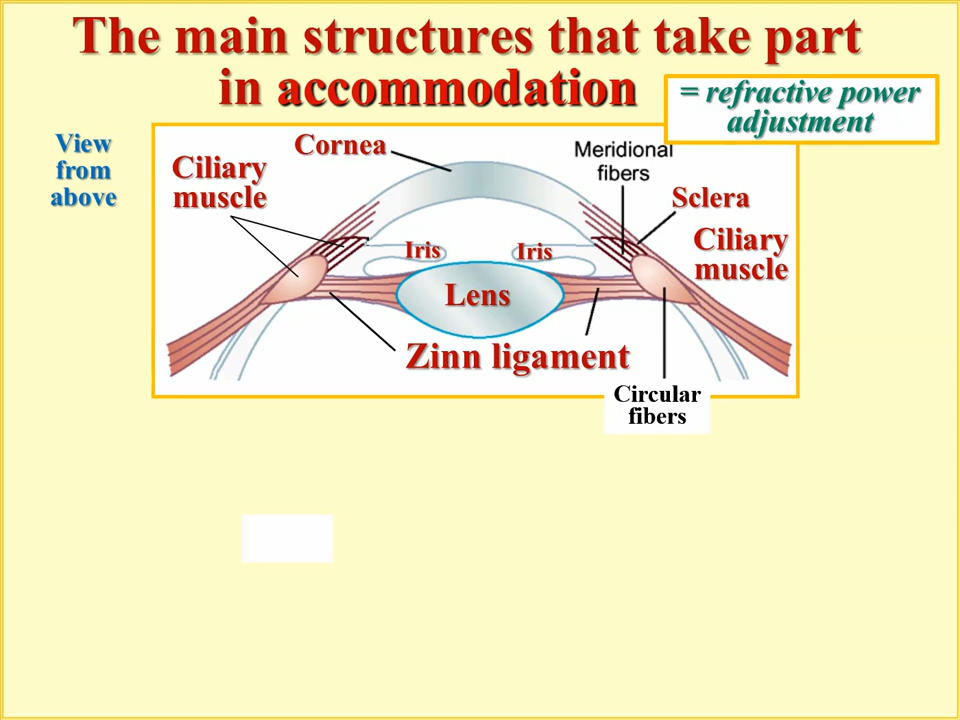 The main structures that take part
in accommodation
= refractive power
adjustment
View
from
above
Cornea
Ciliary
muscle
Meridional
fibers
Sclera
Ciliary
muscle
Iris
Iris
Lens
Zinn ligament
Circular
fibers